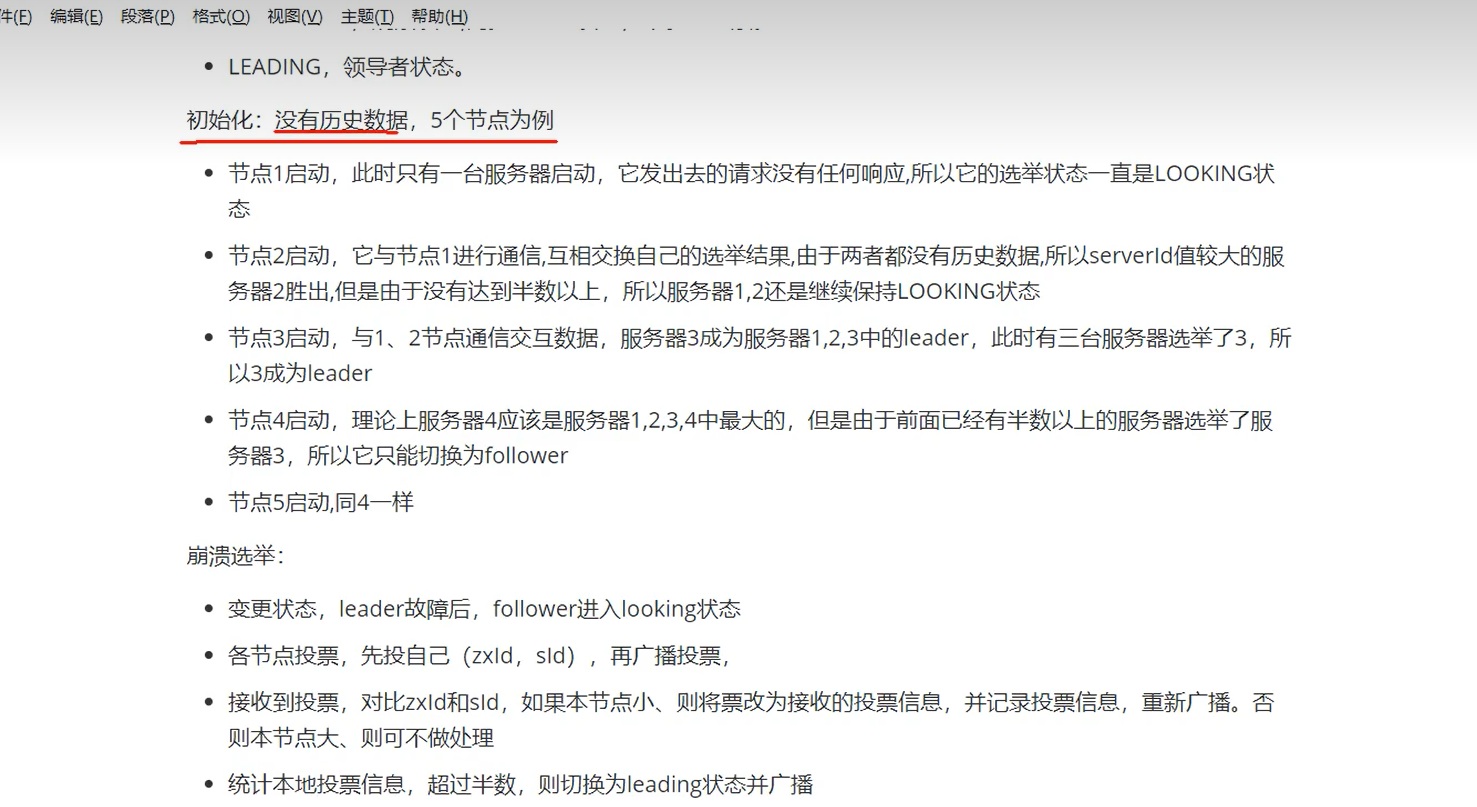 件(F) 编辑(E) 段落(P) 格式(O) 视图(V) 主题(T) 帮助(H)
LEADING，领导者状态。
初始化：没有历史数据，5个节点为例
节点1启动，此时只有一台服务器启动，它发出去的请求没有任何响应,所以它的选举状态一直是LOOKING状
态
节点2启动，它与节点1进行通信,互相交换自己的选举结果,由于两者都没有历史数据,所以serverId值较大的服
务器2胜出,但是由于没有达到半数以上，所以服务器1,2还是继续保持LOOKING状态
节点3启动，与1、2节点通信交互数据，服务器3成为服务器1,2,3中的leader，此时有三台服务器选举了3，所
以3成为leader
节点4启动，理论上服务器4应该是服务器1,2,3,4中最大的，但是由于前面已经有半数以上的服务器选举了服
务器3，所以它只能切换为follower
节点5启动,同4一样
崩溃选举：
变更状态，leader故障后，follower进入looking状态
各节点投票，先投自己（zxId，sId），再广播投票，
接收到投票，对比zxId和sId，如果本节点小、则将票改为接收的投票信息，并记录投票信息，重新广播。否
则本节点大、则可不做处理
统计本地投票信息，超过半数，则切换为leading状态并广播